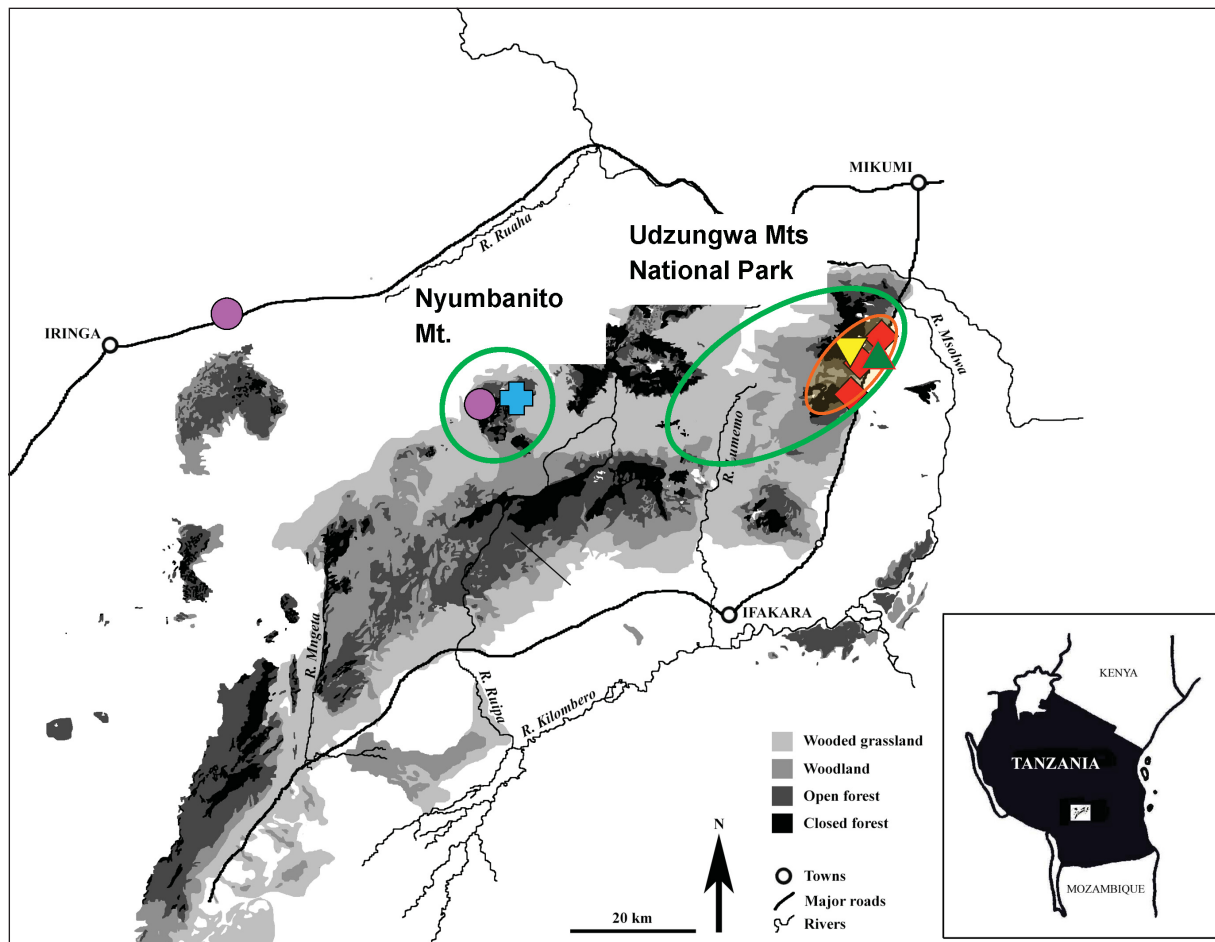 MIKUMI
Udzungwa Mts
National Park
R. Ruaha
Nyumbanito
Mt.
IRINGA
R. Msolwa
R. Lumemo
IFAKARA
R. Mngeta
R. Ruipa
R. Kilombero
Wooded grassland
Woodland
Open forest
Closed forest
N
Towns
Major roads
Rivers
20 km
KENYA
TANZANIA
MOZAMBIQUE